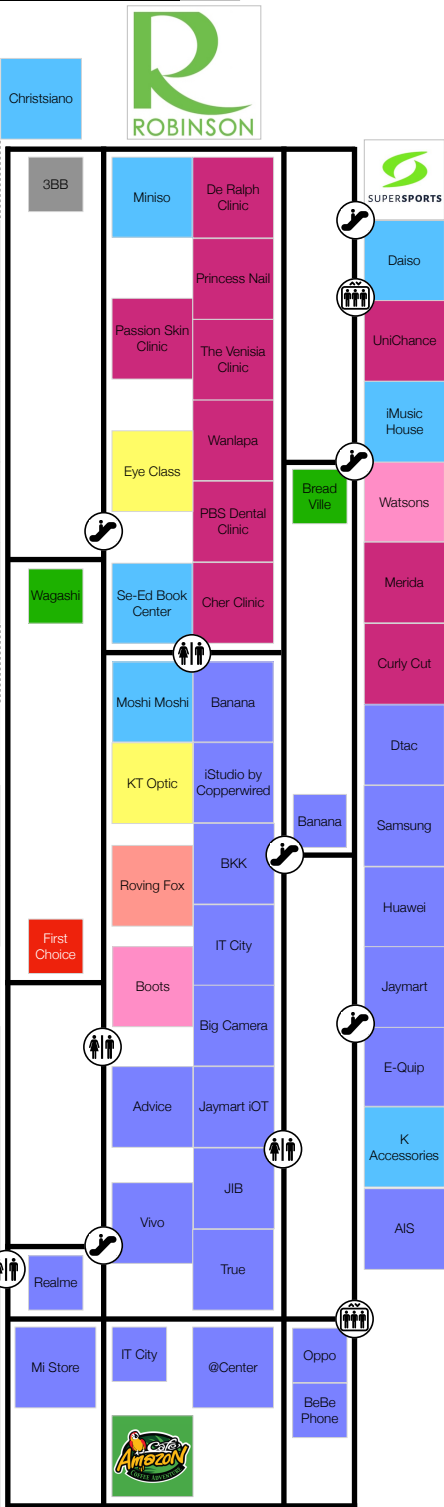 ROBINSON
Christsiano
SUPERSPORTS
3BB
Miniso
De Ralph
Clinic
Daiso
Princess Nail
Passion Skin
Clinic
The Venisia
Clinic
UniChance
iMusic
House
Wanlapa
Eye Class
Bread
Ville
Watsons
PBS Dental
Clinic
Wagashi
Se-Ed Book
Center
Cher Clinic
Merida
Curly Cut
Moshi Moshi
Banana
Dtac
KT Optic
iStudio by
Copperwired
Banana
Samsung
BKK
Roving Fox
Huawei
First
Choice
IT City
Boots
Jaymart
Big Camera
E-Quip
Advice
Jaymart iOT
K
Accessories
JIB
Vivo
AIS
Realme
True
Mi Store
IT City
@Center
Oppo
BeBe
Phone
Café
Amazon
COFFEE ADVENTURE